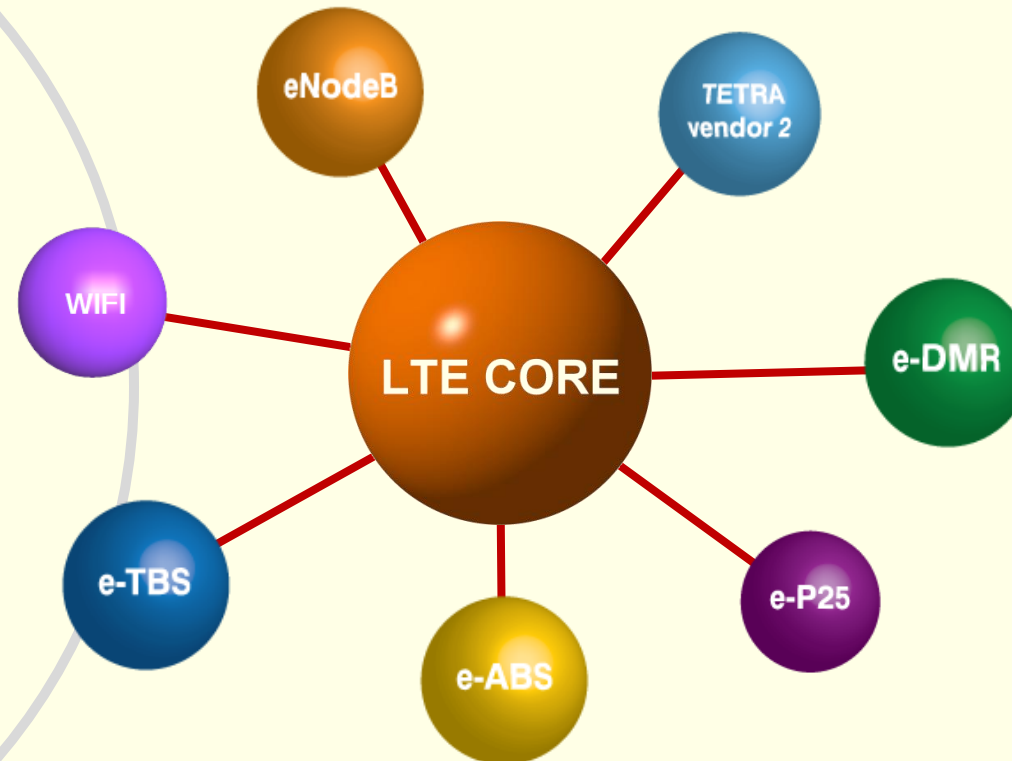 eNodeB
TETRA
vendor 2
WIFI
e-DMR
LTE CORE
e-TBS
e-P25
e-ABS